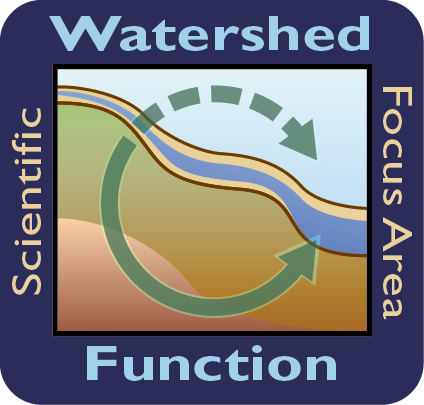 Watershed
Function
Scientific
Focus Area